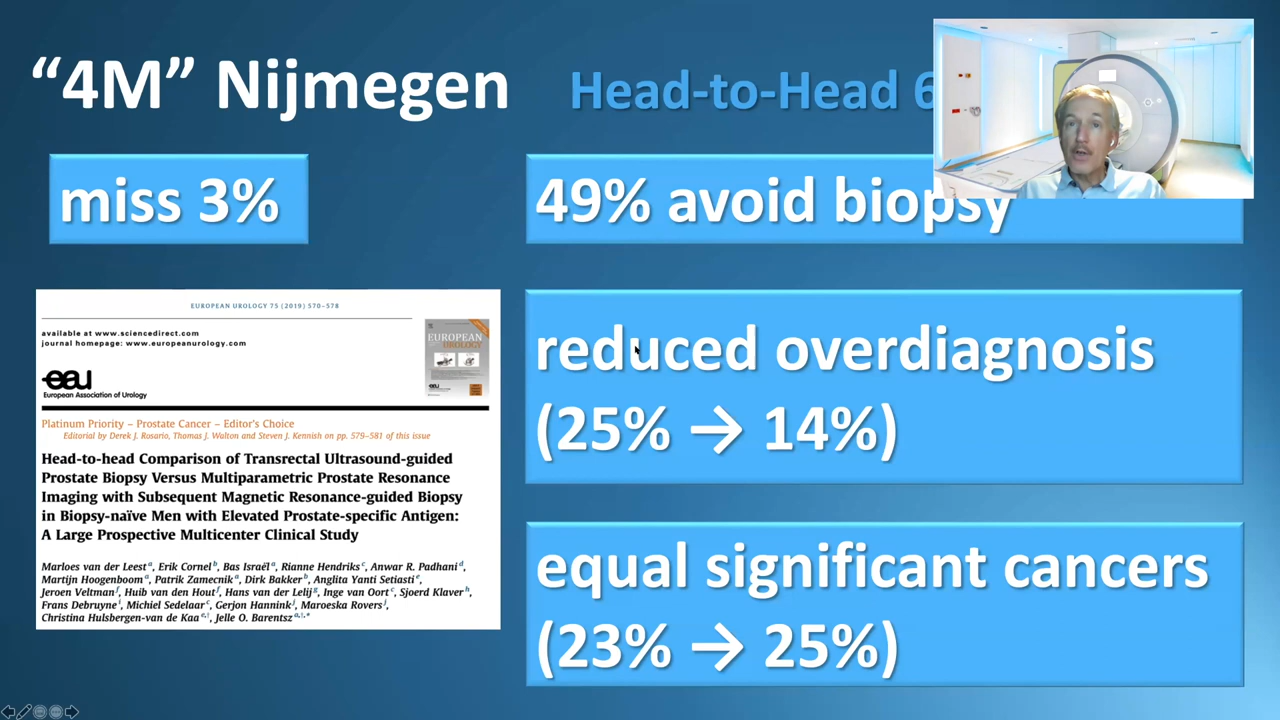 “4M” Nijmegen
Head-to-Head 6
miss 3%
49% avoid biopsy
EUROPEAN UROLOGY 75 (2019) 570–578
available at www.sciencedirect.com
journal homepage: www.europeanurology.com
EUROPEAN
UROLOGY
eau
European Association of Urology
Platinum Priority – Prostate Cancer – Editor's Choice
Editorial by Derek J. Rosario, Thomas J. Walton and Steven J. Kennish on pp. 579–581 of this issue
Head-to-head Comparison of Transrectal Ultrasound-guided
Prostate Biopsy Versus Multiparametric Prostate Resonance
Imaging with Subsequent Magnetic Resonance-guided Biopsy
in Biopsy-naïve Men with Elevated Prostate-specific Antigen:
A Large Prospective Multicenter Clinical Study
Marloes van der Leest a, Erik Cornel b, Bas Israël a, Rianne Hendriks c, Anwar R. Padhani d,
Martijn Hoogenboom a, Patrik Zamecnik a, Dirk Bakker b, Anglita Yanti Setiasti e,
Jeroen Veltman f, Huib van den Hout f, Hans van der Lelij g, Inge van Oort c, Sjoerd Klaver h,
Frans Debruyne i, Michiel Sedelaar c, Gerjon Hannink j, Maroeska Rovers j,
Christina Hulsbergen-van de Kaa e,†, Jelle O. Barentsz a,†,*
reduced overdiagnosis
(25% → 14%)
equal significant cancers
(23% → 25%)